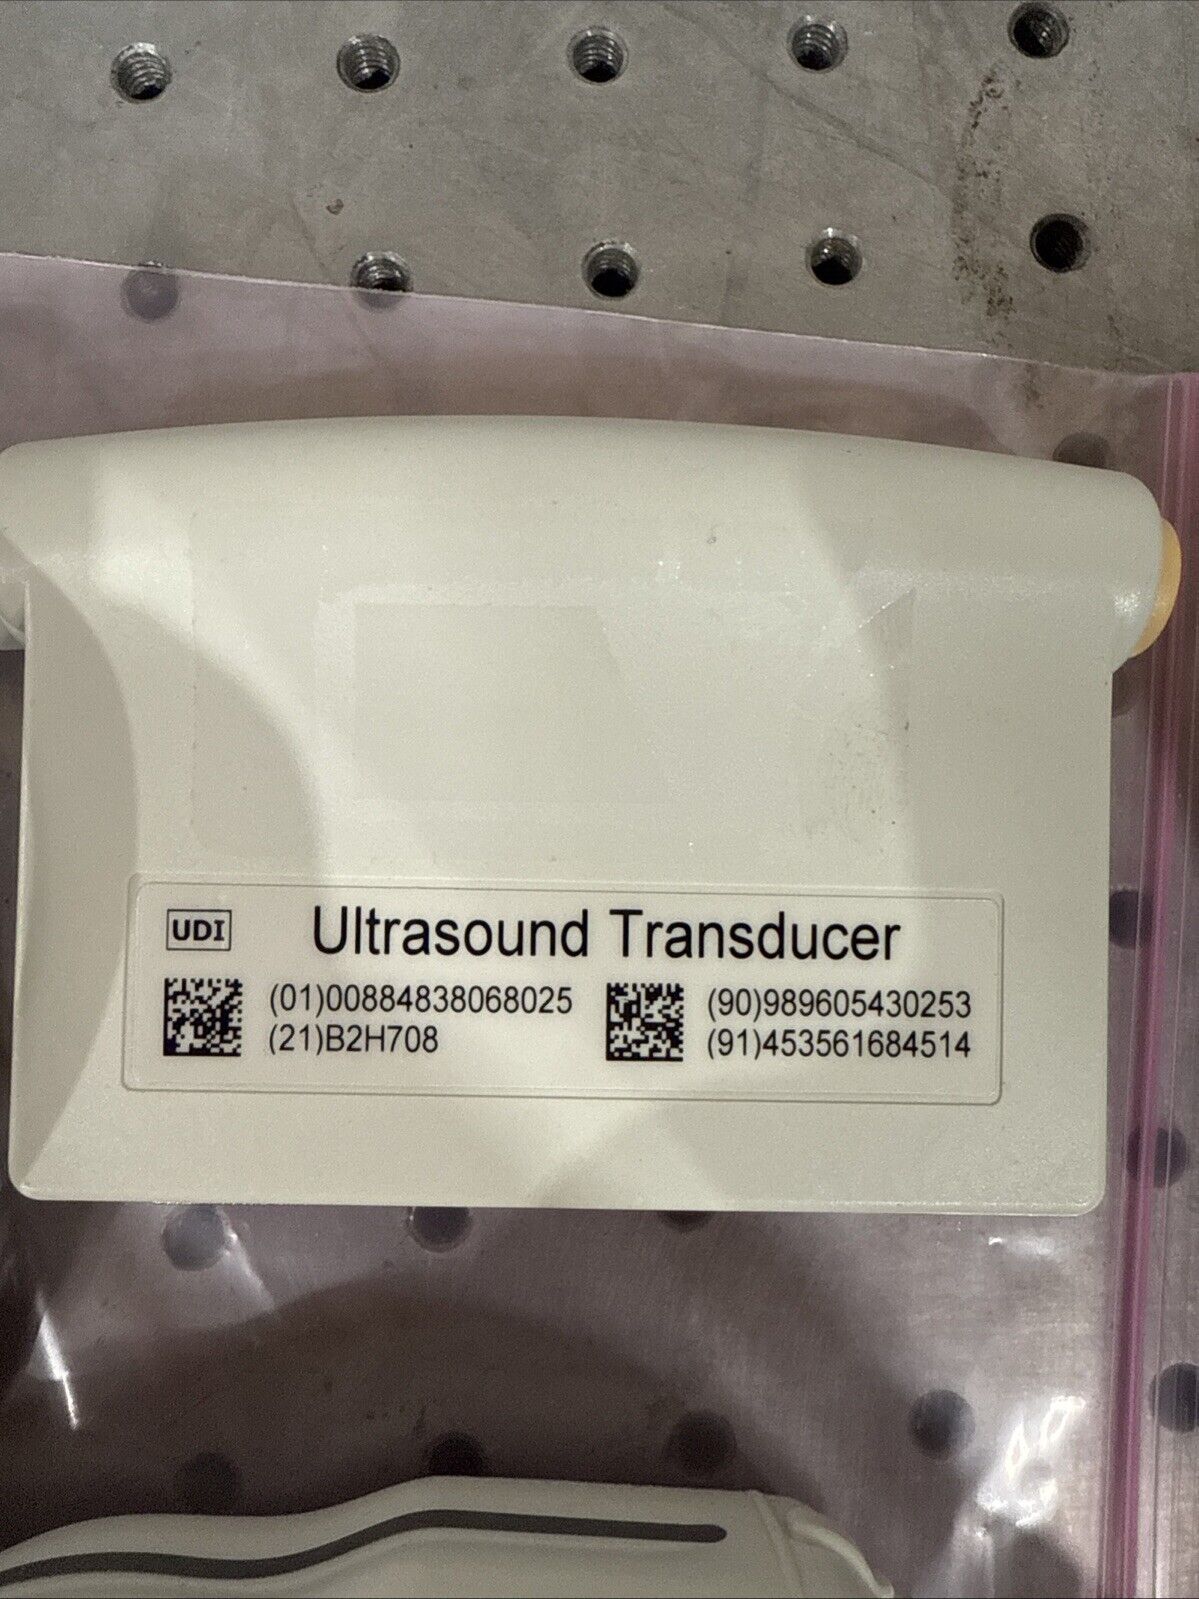 UDI Ultrasound Transducer
(01)00884838068025 (90)989605430253
(21)B2H708 (91)453561684514